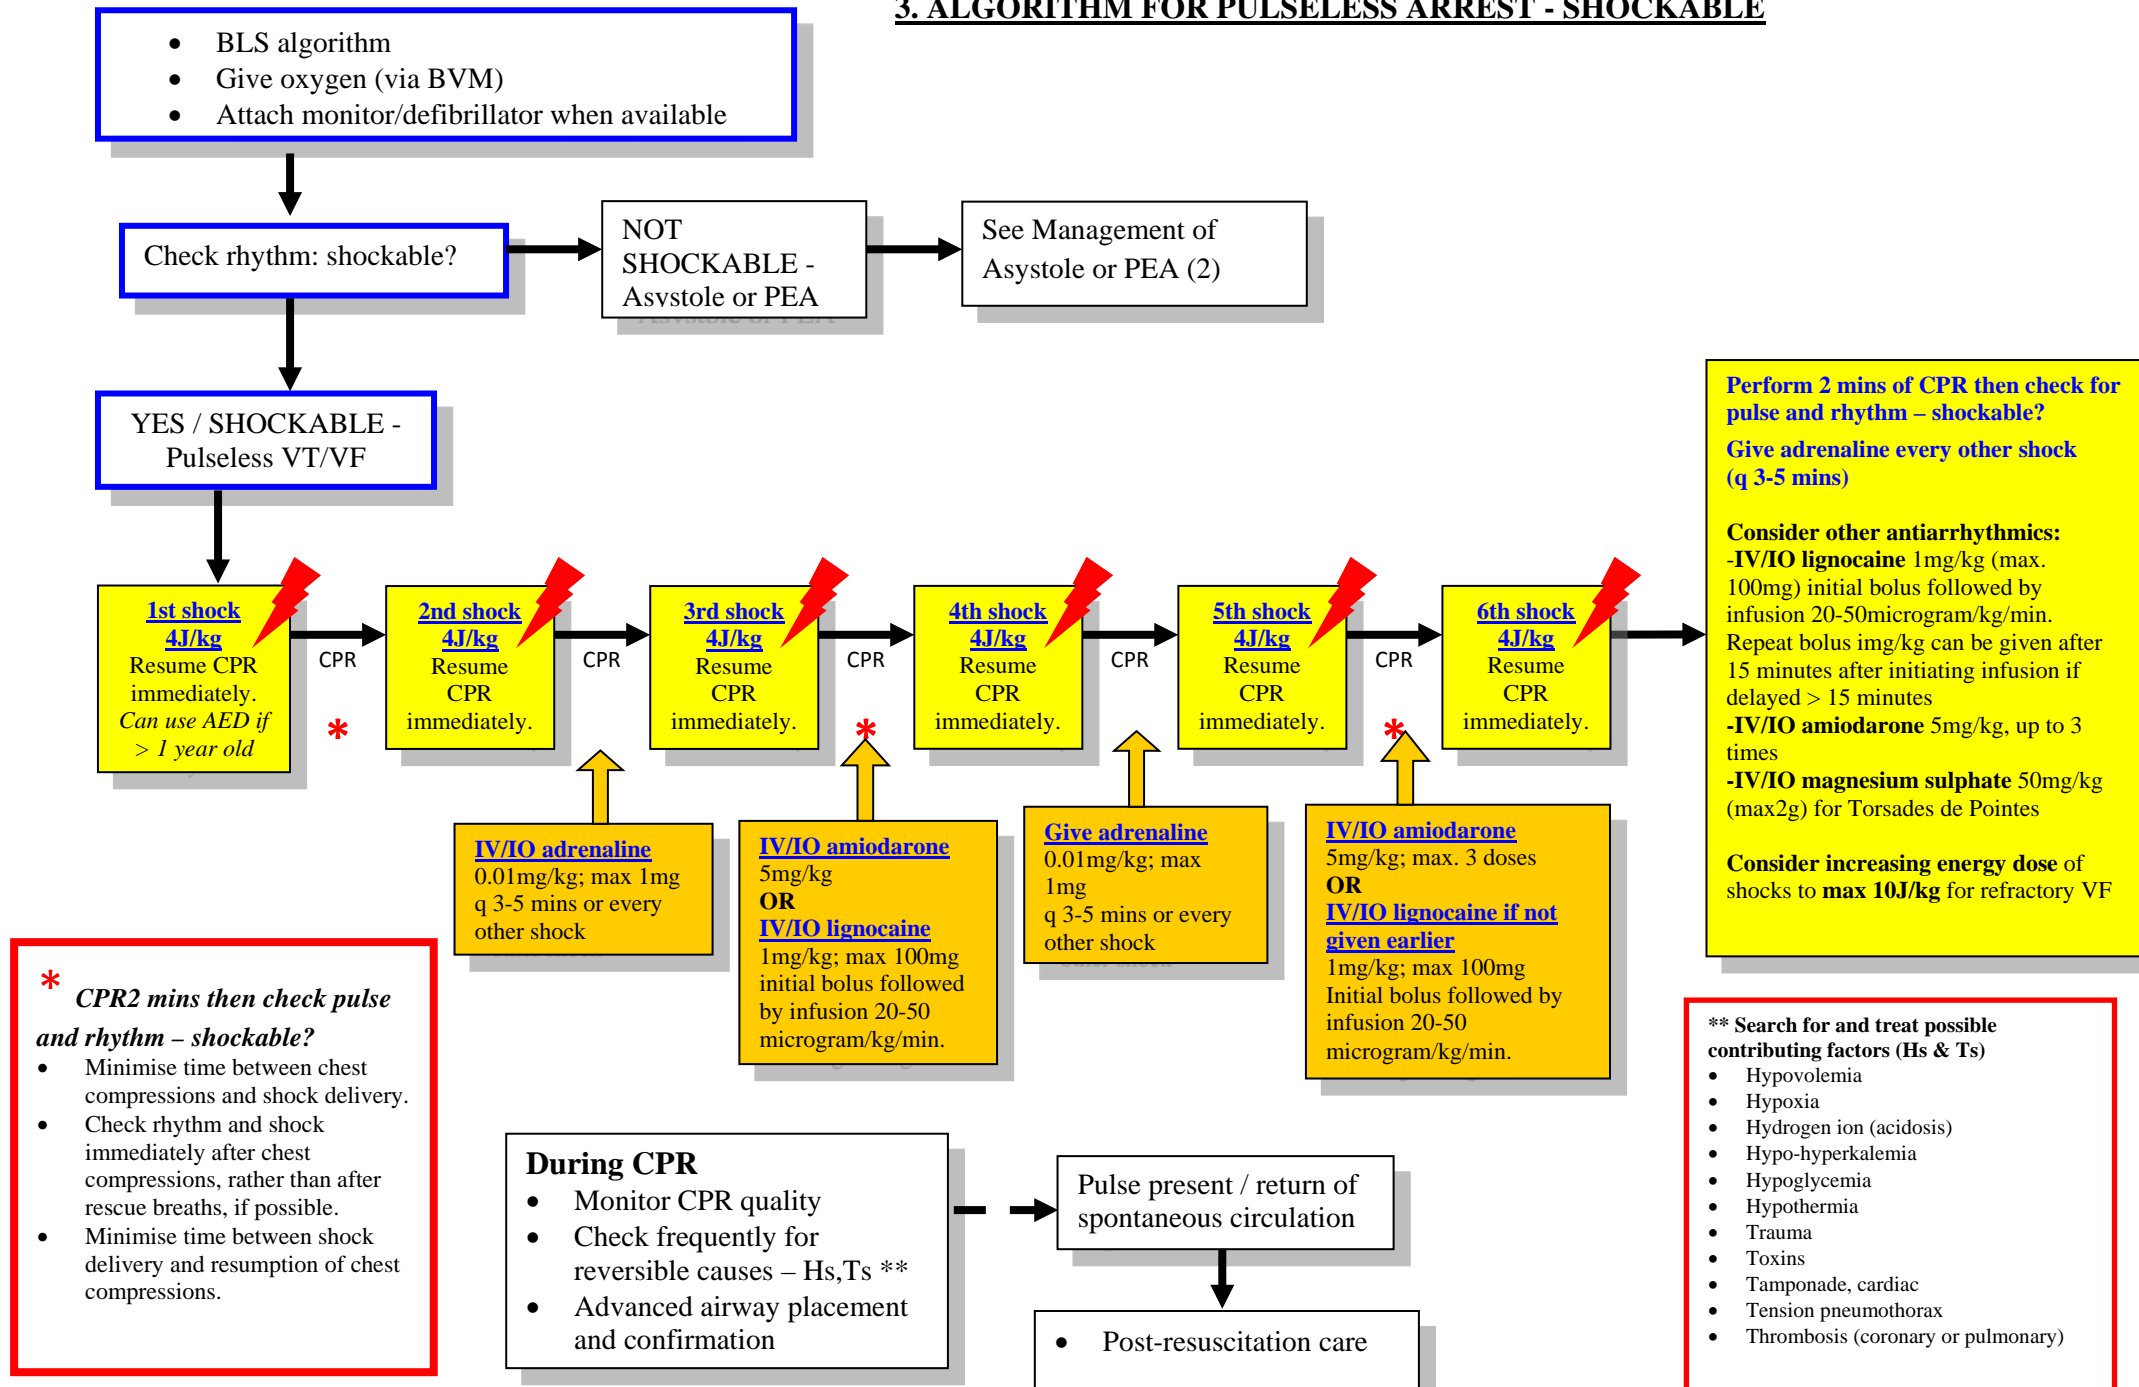 3. ALGORITHM FOR PULSELESS ARREST - SHOCKABLE
• BLS algorithm
• Give oxygen (via BVM)
• Attach monitor/defibrillator when available
Check rhythm: shockable?
NOT
SHOCKABLE -
Asystole or PEA
See Management of
Asystole or PEA (2)
YES / SHOCKABLE -
Pulseless VT/VF
1st shock
4J/kg
Resume CPR
immediately.
Can use AED if
> 1 year old
CPR
*
2nd shock
4J/kg
Resume
CPR
immediately.
CPR
3rd shock
4J/kg
Resume
CPR
immediately.
CPR
*
4th shock
4J/kg
Resume
CPR
immediately.
CPR
5th shock
4J/kg
Resume
CPR
immediately.
CPR
*
6th shock
4J/kg
Resume
CPR
immediately.
Perform 2 mins of CPR then check for
pulse and rhythm – shockable?
Give adrenaline every other shock
(q 3-5 mins)
Consider other antiarrhythmics:
-IV/IO lignocaine 1mg/kg (max.
100mg) initial bolus followed by
infusion 20-50microgram/kg/min.
Repeat bolus img/kg can be given after
15 minutes after initiating infusion if
delayed > 15 minutes
-IV/IO amiodarone 5mg/kg, up to 3
times
-IV/IO magnesium sulphate 50mg/kg
(max2g) for Torsades de Pointes
Consider increasing energy dose of
shocks to max 10J/kg for refractory VF
IV/IO adrenaline
0.01mg/kg; max 1mg
q 3-5 mins or every
other shock
IV/IO amiodarone
5mg/kg
OR
IV/IO lignocaine
1mg/kg; max 100mg
initial bolus followed
by infusion 20-50
microgram/kg/min.
Give adrenaline
0.01mg/kg; max
1mg
q 3-5 mins or every
other shock
IV/IO amiodarone
5mg/kg; max. 3 doses
OR
IV/IO lignocaine if not
given earlier
1mg/kg; max 100mg
Initial bolus followed by
infusion 20-50
microgram/kg/min.
* CPR2 mins then check pulse
and rhythm – shockable?
• Minimise time between chest
compressions and shock delivery.
• Check rhythm and shock
immediately after chest
compressions, rather than after
rescue breaths, if possible.
• Minimise time between shock
delivery and resumption of chest
compressions.
During CPR
• Monitor CPR quality
• Check frequently for
reversible causes – Hs,Ts **
• Advanced airway placement
and confirmation
Pulse present / return of
spontaneous circulation
• Post-resuscitation care
** Search for and treat possible
contributing factors (Hs & Ts)
• Hypovolemia
• Hypoxia
• Hydrogen ion (acidosis)
• Hypo-hyperkalemia
• Hypoglycemia
• Hypothermia
• Trauma
• Toxins
• Tamponade, cardiac
• Tension pneumothorax
• Thrombosis (coronary or pulmonary)